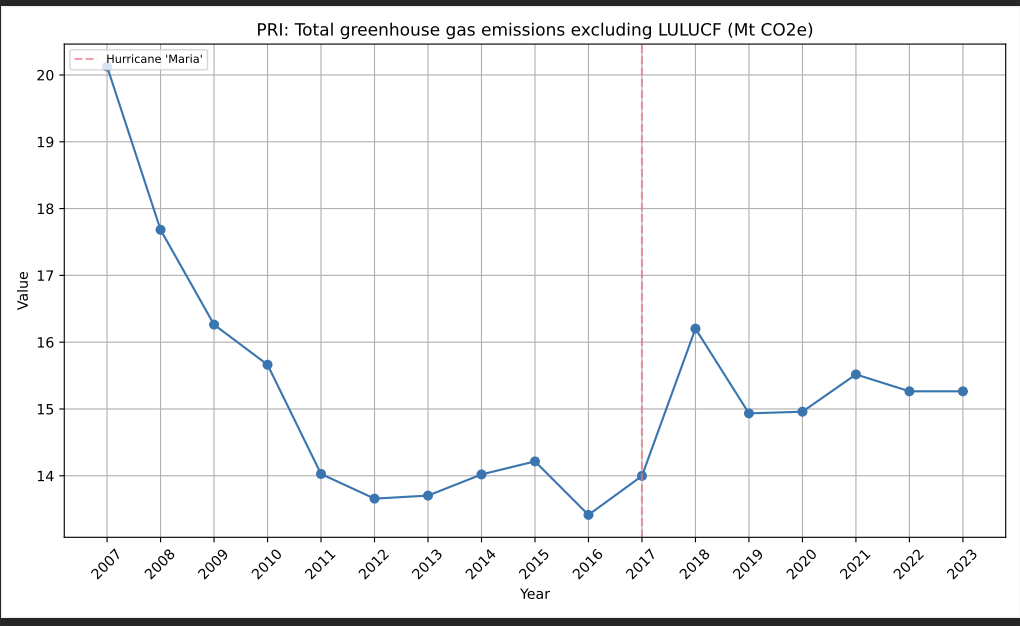 PRI: Total greenhouse gas emissions excluding LULUCF (Mt CO2e)
Hurricane 'Maria'
20
19
18
17
16
15
14
Value
2007 2008 2009 2010 2011 2012 2013 2014 2015 2016 2017 2018 2019 2020 2021 2022 2023
Year